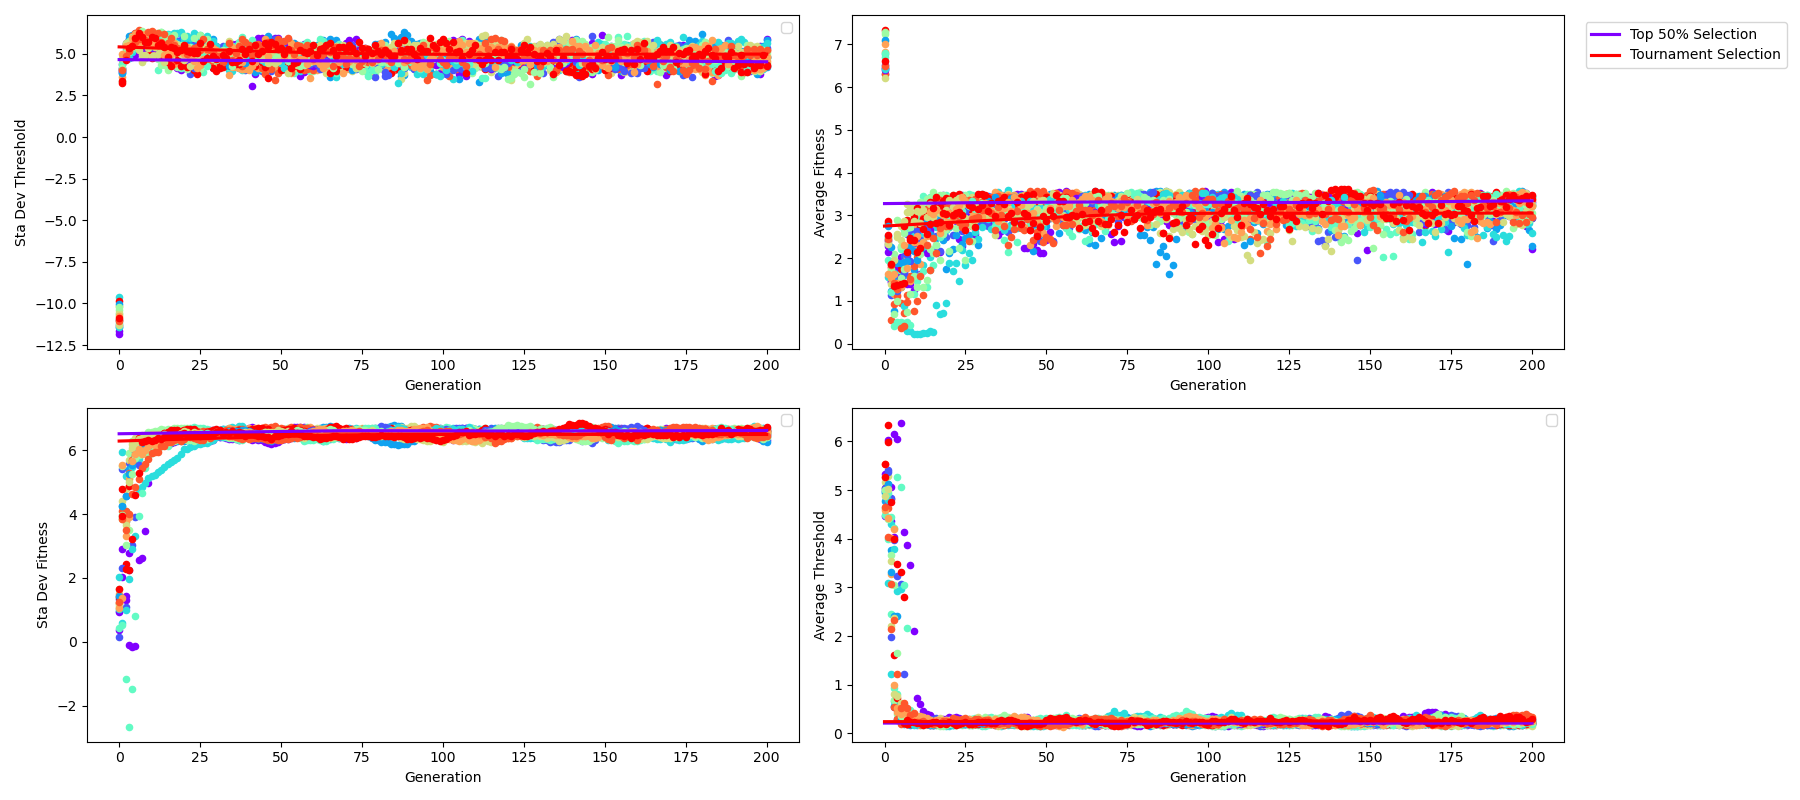 5.0
2.5
0.0
−2.5
−5.0
−7.5
−10.0
−12.5
Sta Dev Threshold
0 25 50 75 100 125 150 175 200
Generation
7
6
5
4
3
2
1
0
Average Fitness
0 25 50 75 100 125 150 175 200
Generation
Top 50% Selection
Tournament Selection
6
4
2
0
−2
Sta Dev Fitness
0 25 50 75 100 125 150 175 200
Generation
6
5
4
3
2
1
0
Average Threshold
0 25 50 75 100 125 150 175 200
Generation